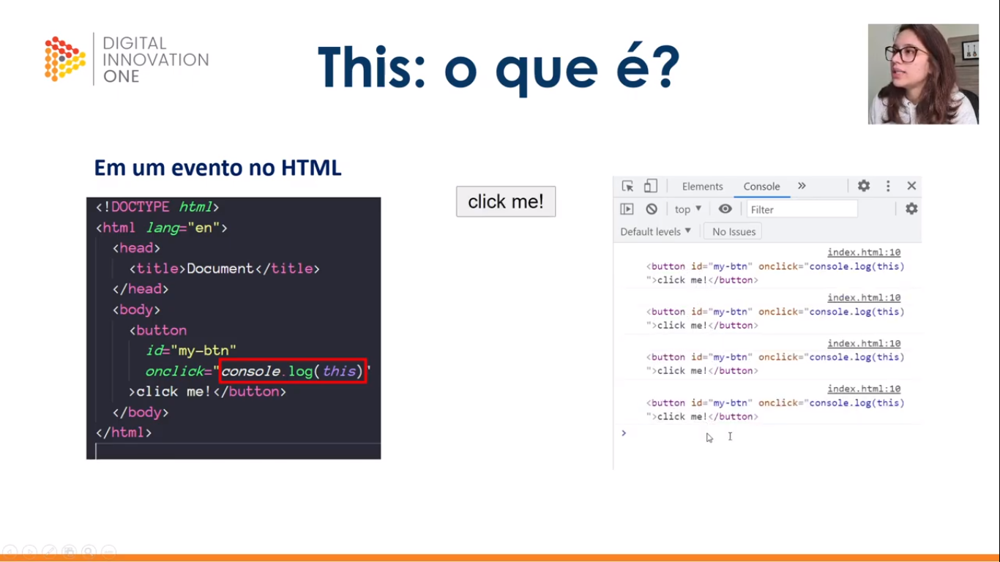 DIGITAL
INNOVATION
ONE
This: o que é?
Em um evento no HTML
<!DOCTYPE html>
<html lang="en">
<head>
<title>Document</title>
</head>
<body>
<button
id="my-btn"
onclick="console.log(this)"
>click me!</button>
</body>
</html>
click me!
Elements Console »
top ▼ Filter
Default levels ▼ No Issues
index.html:10
<button id="my-btn" onclick="console.log(this)
">click me!</button>
index.html:10
<button id="my-btn" onclick="console.log(this)
">click me!</button>
index.html:10
<button id="my-btn" onclick="console.log(this)
">click me!</button>
index.html:10
<button id="my-btn" onclick="console.log(this)
">click me!</button>
>